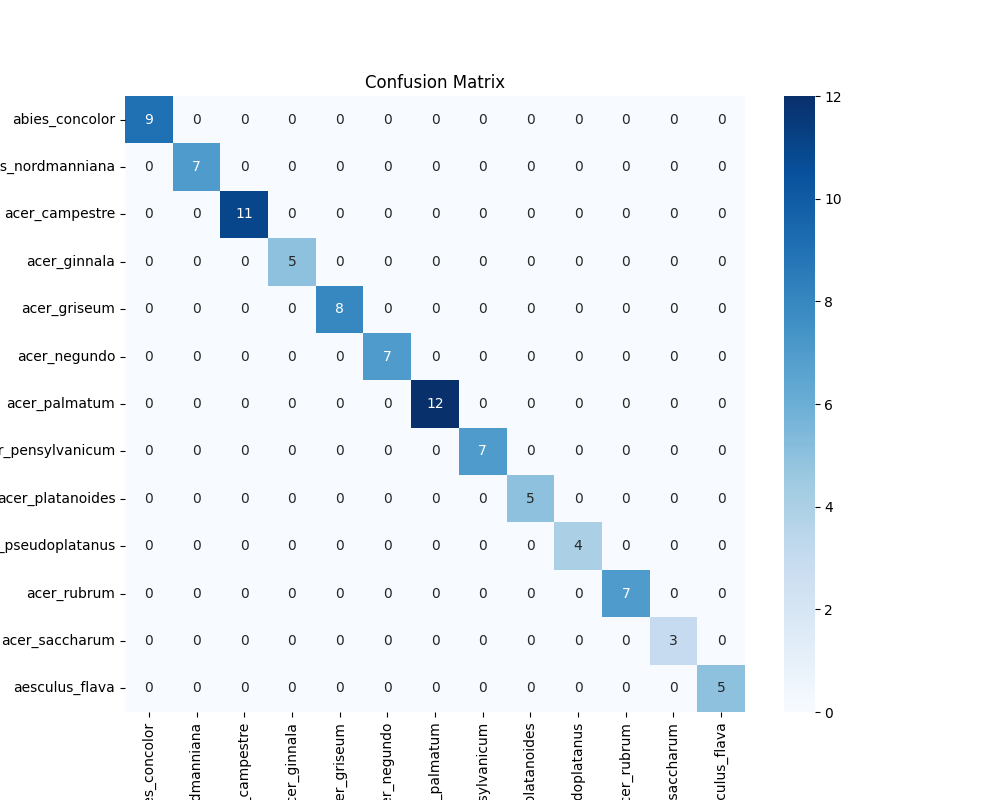 Confusion Matrix
abies_concolor 9 0 0 0 0 0 0 0 0 0 0 0 0 12
s_nordmanniana 0 7 0 0 0 0 0 0 0 0 0 0 0
acer_campestre 0 0 11 0 0 0 0 0 0 0 0 0 0 10
acer_ginnala 0 0 0 5 0 0 0 0 0 0 0 0 0
acer_griseum 0 0 0 0 8 0 0 0 0 0 0 0 0 8
acer_negundo 0 0 0 0 0 7 0 0 0 0 0 0 0
acer_palmatum 0 0 0 0 0 0 12 0 0 0 0 0 0 6
r_pensylvanicum 0 0 0 0 0 0 0 7 0 0 0 0 0
acer_platanoides 0 0 0 0 0 0 0 0 5 0 0 0 0 4
_pseudoplatanus 0 0 0 0 0 0 0 0 0 4 0 0 0
acer_rubrum 0 0 0 0 0 0 0 0 0 0 7 0 0 2
acer_saccharum 0 0 0 0 0 0 0 0 0 0 0 3 0
aesculus_flava 0 0 0 0 0 0 0 0 0 0 0 0 5 0
es_concolor
dmanniana
_campestre
cer_ginnala
er_griseum
er_negundo
_palmatum
sylvanicum
platanoides
doplatanus
cer_rubrum
saccharum
culus_flava